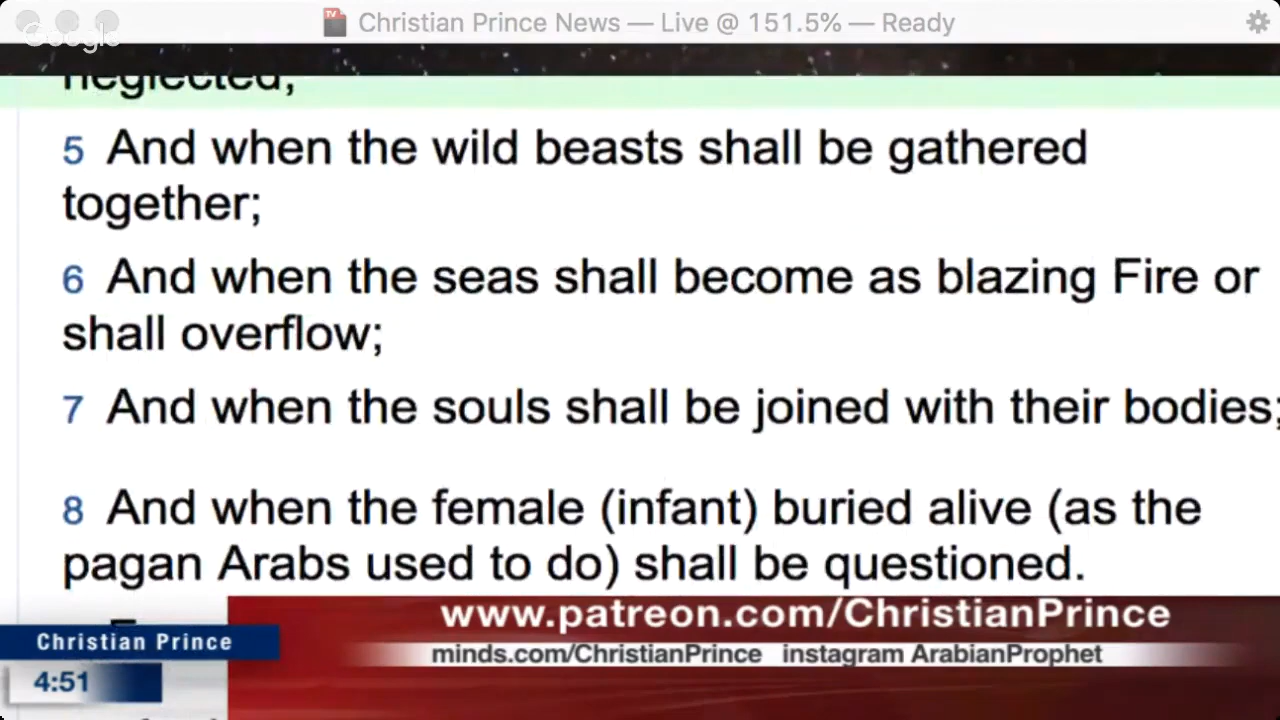 Christian Prince News — Live @ 151.5% — Ready
Google
neglected;
5 And when the wild beasts shall be gathered
together;
6 And when the seas shall become as blazing Fire or
shall overflow;
7 And when the souls shall be joined with their bodies;
8 And when the female (infant) buried alive (as the
pagan Arabs used to do) shall be questioned.
www.patreon.com/ChristianPrince
Christian Prince
minds.com/ChristianPrince instagram ArabianProphet
4:51